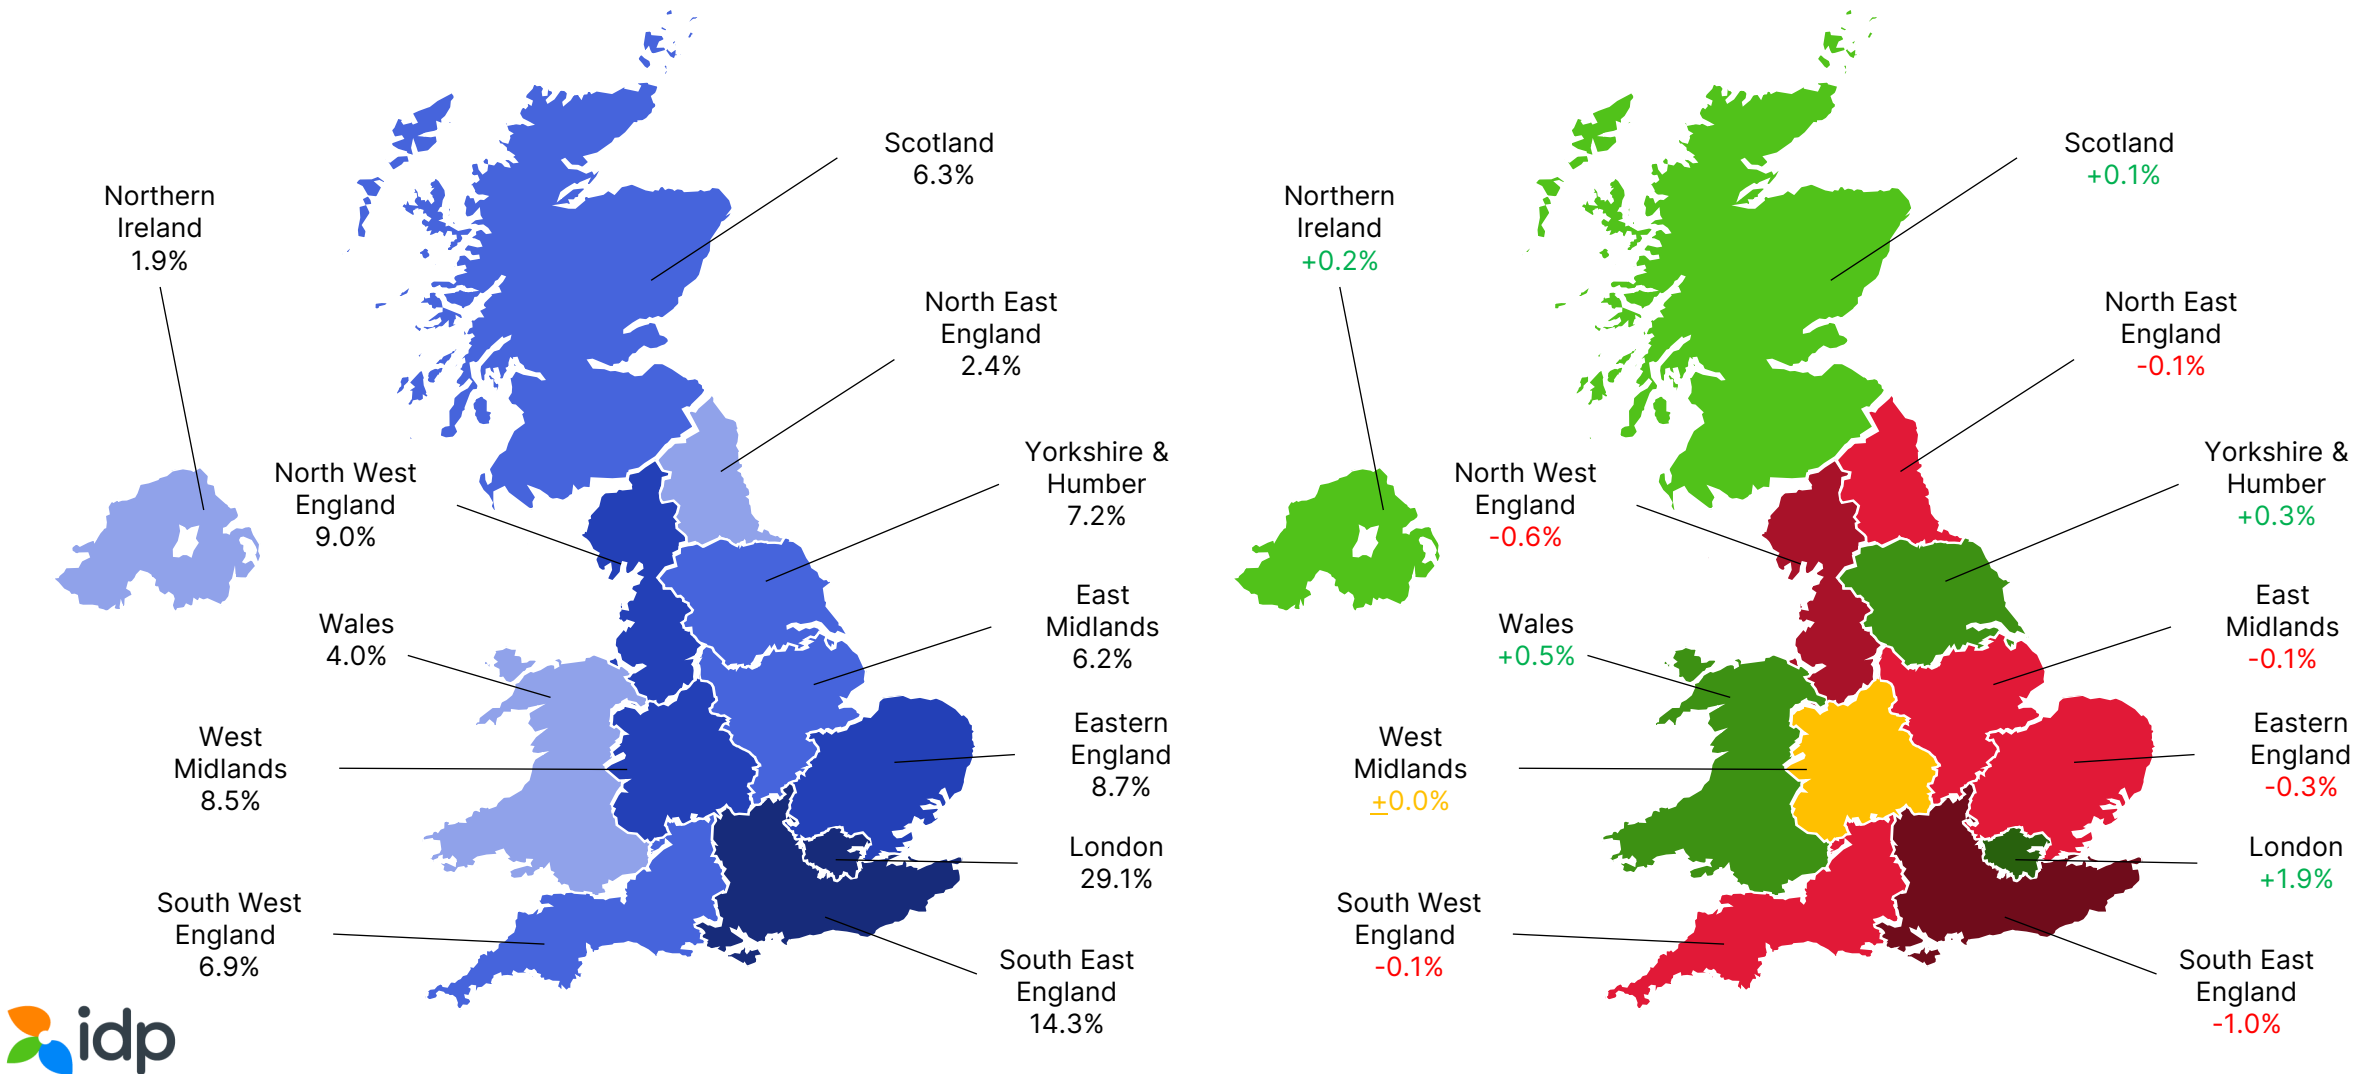 Scotland
6.3%
Northern
Ireland
1.9%
North East
England
2.4%
Yorkshire &
Humber
7.2%
North West
England
9.0%
East
Midlands
6.2%
Wales
4.0%
Eastern
England
8.7%
West
Midlands
8.5%
London
29.1%
South West
England
6.9%
South East
England
14.3%
idp
Scotland
+0.1%
Northern
Ireland
+0.2%
North East
England
-0.1%
Yorkshire &
Humber
+0.3%
North West
England
-0.6%
East
Midlands
-0.1%
Wales
+0.5%
Eastern
England
-0.3%
West
Midlands
+0.0%
London
+1.9%
South West
England
-0.1%
South East
England
-1.0%